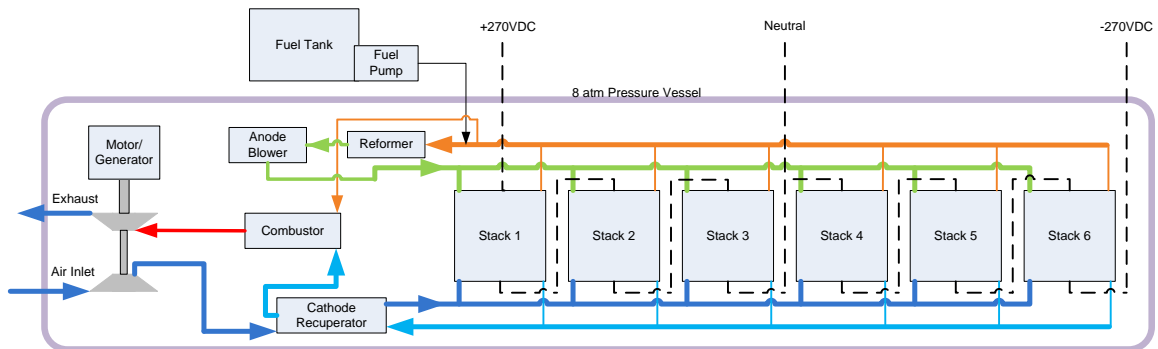 +270VDC
Neutral
-270VDC
Fuel Tank
Fuel
Pump
8 atm Pressure Vessel
Motor/
Generator
Anode
Blower
Reformer
Exhaust
Combustor
Stack 1
Stack 2
Stack 3
Stack 4
Stack 5
Stack 6
Air Inlet
Cathode
Recuperator